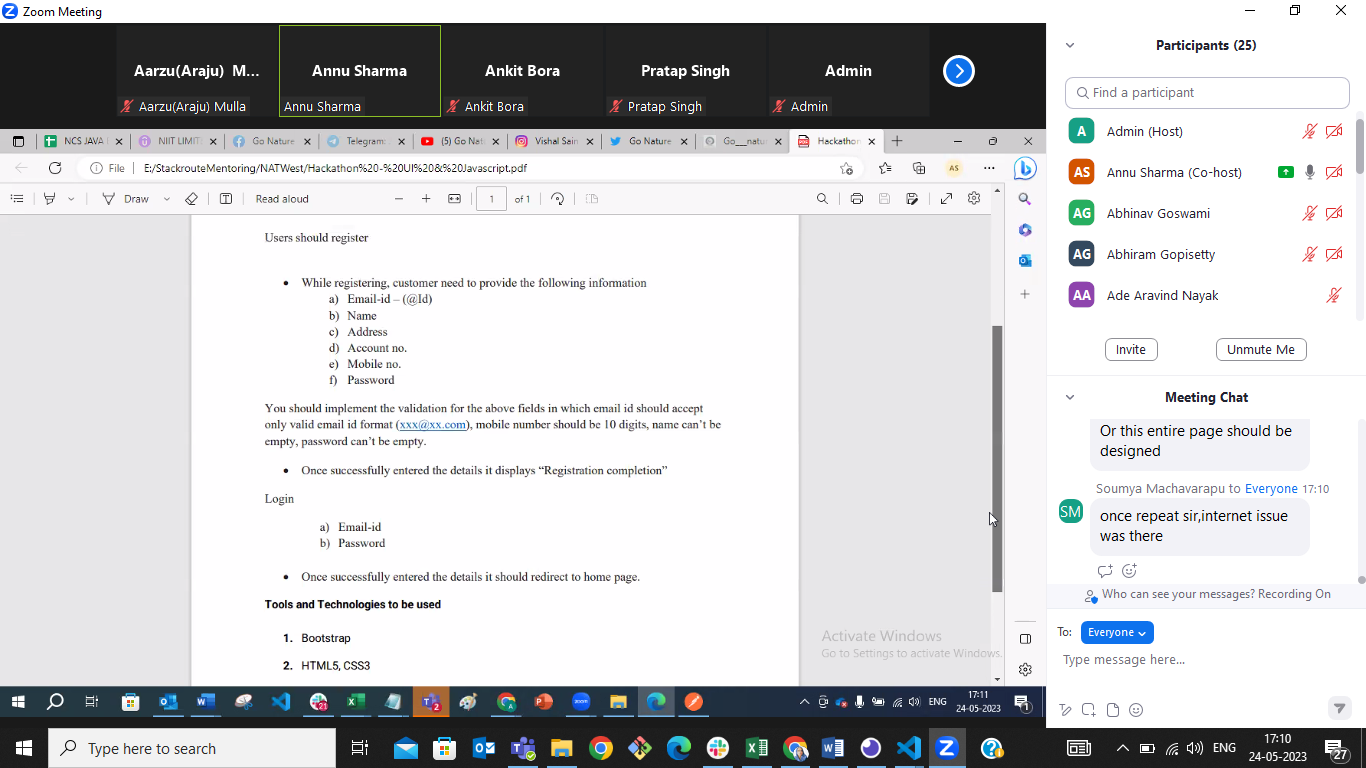 Zoom Meeting
Aarzu(Araju) M...
Annu Sharma
Ankit Bora
Pratap Singh
Admin
Aarzu(Araju) Mulla
Annu Sharma
Ankit Bora
Pratap Singh
Admin
NCS JAVA
NIIT LIMIT
Go Nature
Telegram:
(5) Go Nat
Vishal Sain
Go Nature
Go__natu
Hackathon
File
E:/StackrouteMentoring/NATWest/Hackathon%20-%20UI%20&%20Javascript.pdf
AS
Draw
Read aloud
1
of 1
Users should register
• While registering, customer need to provide the following information
a) Email-id – (@Id)
b) Name
c) Address
d) Account no.
e) Mobile no.
f) Password
You should implement the validation for the above fields in which email id should accept
only valid email id format (xxx@xx.com), mobile number should be 10 digits, name can't be
empty, password can't be empty.
• Once successfully entered the details it displays “Registration completion”
Login
a) Email-id
b) Password
• Once successfully entered the details it should redirect to home page.
Tools and Technologies to be used
1. Bootstrap
2. HTML5, CSS3
Activate Windows
Go to Settings to activate Windows.
ENG
17:11
24-05-2023
1
Participants (25)
Find a participant
A Admin (Host)
AS Annu Sharma (Co-host)
AG Abhinav Goswami
AG Abhiram Gopisetty
AA Ade Aravind Nayak
Invite
Unmute Me
Meeting Chat
Or this entire page should be
designed
Soumya Machavarapu to Everyone 17:10
SM
once repeat sir,internet issue
was there
Who can see your messages? Recording On
To: Everyone
Type message here...
Type here to search
ENG
17:10
24-05-2023
27